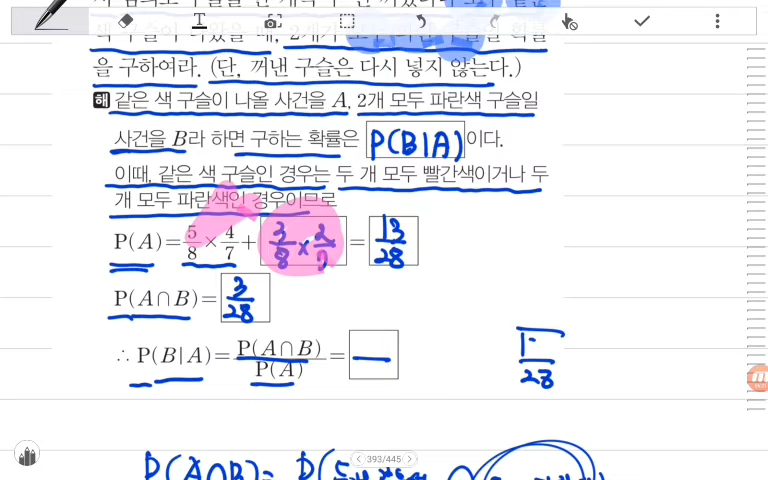 색 구슬이 나왔을 때, 2개가 모두 파란색 구슬일 확률
을 구하여라. (단, 꺼낸 구슬은 다시 넣지 않는다.)
해 같은 색 구슬이 나올 사건을 A, 2개 모두 파란색 구슬일
사건을 B라 하면 구하는 확률은 P(B|A) 이다.
이때, 같은 색 구슬인 경우는 두 개 모두 빨간색이거나 두
개 모두 파란색인 경우이므로
P(A) = 5/8 × 4/7 + 3/8 × 2/7 = 13/28
P(A∩B) = 3/28
∴ P(B|A) = P(A∩B)/P(A) =
28
P(A∩B) = P(
393/445